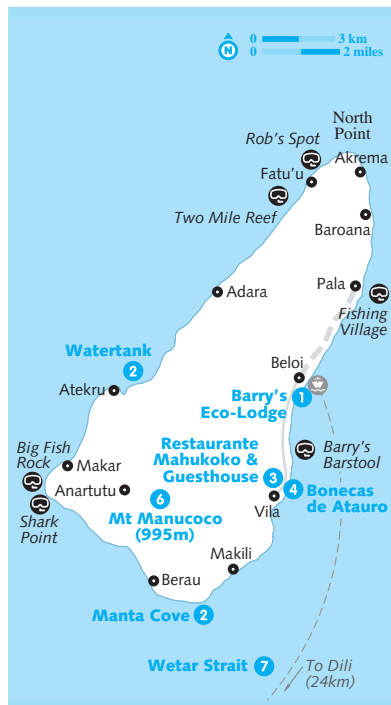 0 3 km
N
0 2 miles
North
Point
Rob's Spot
Akrema
Fatu'u
Two Mile Reef
Baroana
Pala
Adara
Fishing
Village
Watertank
2
Beloi
Atekru
Barry's
1
Eco-Lodge
Restaurante
Mahukoko &
Guesthouse
3
Barry's
Barstool
Big Fish
Rock
Makar
Anartutu
6
4
Bonecas
de Atauro
Shark
Point
Mt Manucoco
(995m)
Vila
Makili
Berau
Manta Cove
2
Wetar Strait
7
To Dili
(24km)